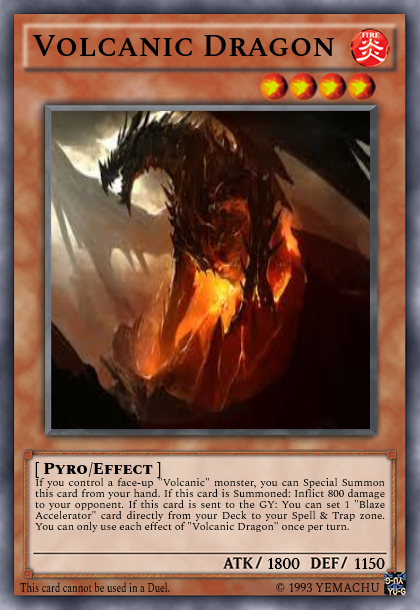 VOLCANIC DRAGON
FIRE
炎
[ PYRO/EFFECT ]
If you control a face-up "Volcanic" monster, you can Special Summon
this card from your hand. If this card is Summoned: Inflict 800 damage
to your opponent. If this card is sent to the GY: You can set 1 "Blaze
Accelerator" card directly from your Deck to your Spell & Trap zone.
You can only use each effect of "Volcanic Dragon" once per turn.
ATK/ 1800 DEF/ 1150
This card cannot be used in a Duel. © 1993 YEMACHU